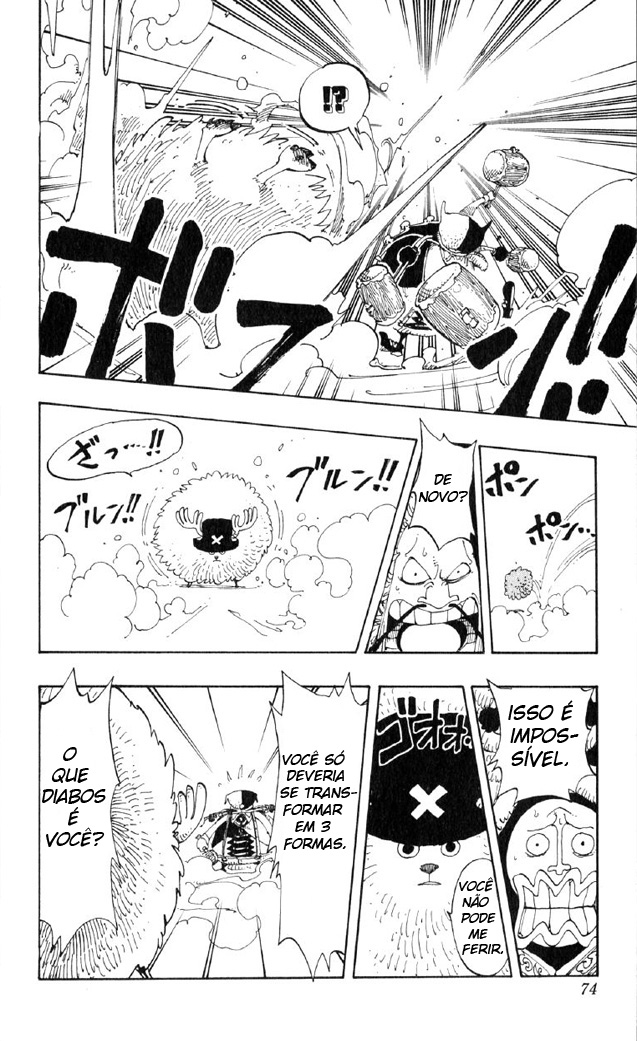 !?
ボフン!!
ポン
ポン…
DE
NOVO?
ブルン!!
ざっ…!!
ブルン!!
ISSO É
IMPOS-
SÍVEL.
ゴオオ..
VOCÊ
NÃO
PODE
ME
FERIR.
VOCÊ SÓ
DEVERIA
SE TRANS-
FORMAR
EM 3
FORMAS.
O
QUE
DIABOS
É
VOCÊ?
74